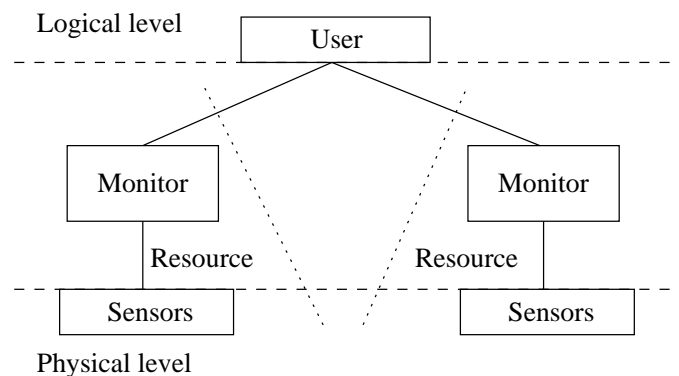 Logical level
User
Monitor
Monitor
Resource
Resource
Sensors
Sensors
Physical level